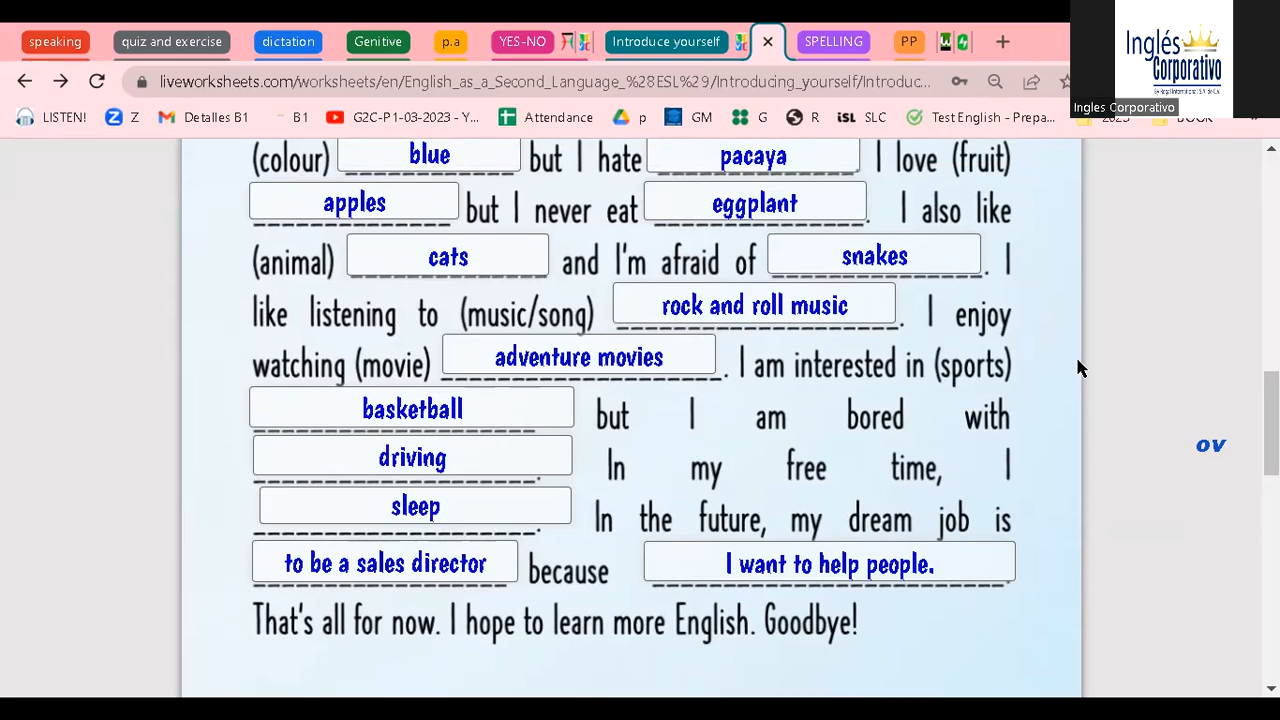 speaking quiz and exercise dictation Genitive p.a YES-NO Introduce yourself SPELLING PP
liveworksheets.com/worksheets/en/English_as_a_Second_Language_%28ESL%29/Introducing_yourself/Introduc...
Inglés
Corporativo
Ingles Corporativo
LISTEN! Z Detalles B1 B1 G2C-P1-03-2023 - Y... Attendance p GM G R iSL SLC Test English - Prepa... 2023 BOOK
(colour) blue but I hate pacaya. I love (fruit)
apples but I never eat eggplant. I also like
(animal) cats and I'm afraid of snakes. I
like listening to (music/song) rock and roll music. I enjoy
watching (movie) adventure movies. I am interested in (sports)
basketball but I am bored with
driving. In my free time, I
sleep. In the future, my dream job is
to be a sales director because I want to help people.
That's all for now. I hope to learn more English. Goodbye!
ov